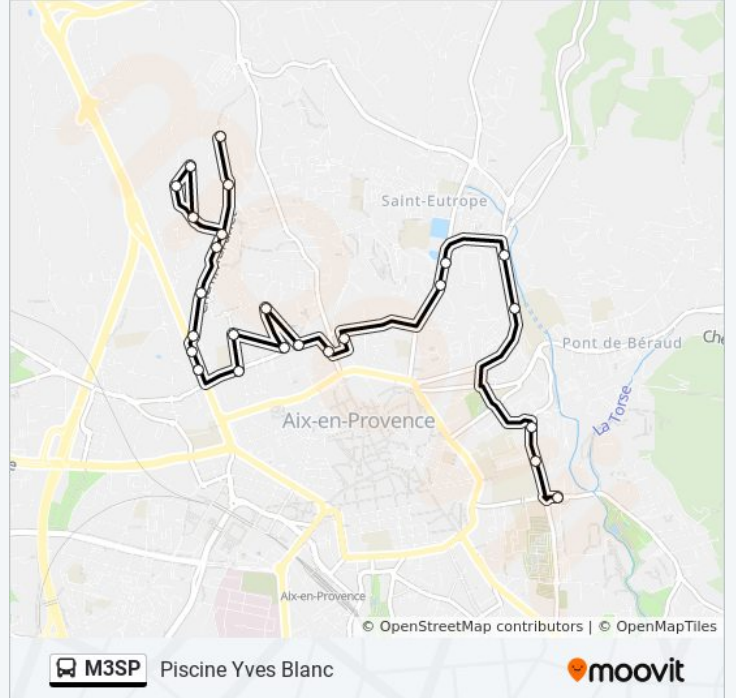 Saint-Eutrope
Pont de Béraud
Che
La Torse
Aix-en-Provence
e
Aix-en-Provence
© OpenStreetMap contributors | © OpenMapTiles
M3SP Piscine Yves Blanc
moovit